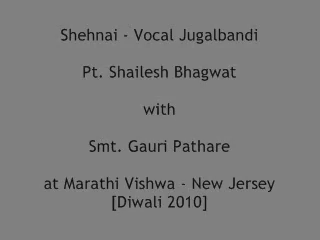 Shehnai - Vocal Jugalbandi
Pt. Shailesh Bhagwat
with
Smt. Gauri Pathare
at Marathi Vishwa - New Jersey
[Diwali 2010]